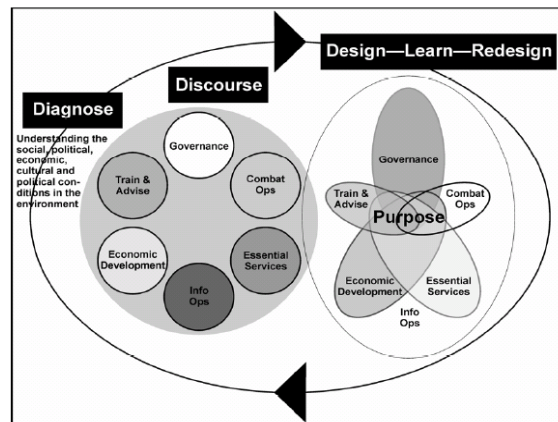 Design—Learn—Redesign
Discourse
Diagnose
Understanding the
social, political,
economic,
cultural and
political con-
ditions in the
environment
Governance
Train &
Advise
Combat
Ops
Economic
Development
Essential
Services
Info
Ops
Governance
Train &
Advise
Combat
Ops
Purpose
Economic
Development
Essential
Services
Info
Ops